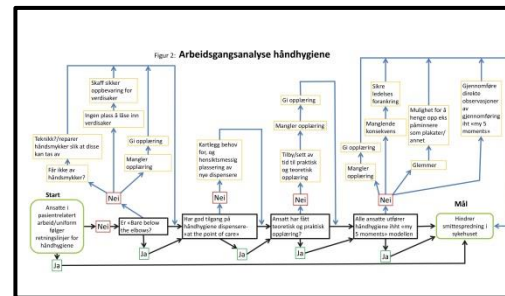 Figur 2: Arbeidsgangsanalyse håndhygiene
Skaff sikker
oppbevaring for
verdisaker
Ingen plass å låse inn
verdisaker
Teknikk?/reparer
håndsmykker slik at disse
kan tas av
Får ikke av
håndsmykker?
Gi opplæring
Mangler
opplæring
Nei
Kartlegg behov
for, og
hensiktsmessig
plassering av
nye dispensere
Nei
Gi opplæring
Mangler opplæring
Tilby/sett av
tid til praktisk
og teoretisk
opplæring
Nei
Sikre
ledelses
forankring
Manglende
konsekvens
Gi opplæring
Mangler
opplæring
Mulighet for å
henge opp eks
påminnere
som plakater/
annet
Glemmer
Gjennomføre
direkte
observasjoner
av
gjennomføring
iht «my 5
moments»
Nei
Start
Ansatte i
pasientrelatert
arbeid/uniform
følger
retningslinjer for
håndhygiene
Nei
Er «Bare below
the elbows?
Har god tilgang på
håndhygiene dispensere-
«at the point of care»
Ansatt har fått
teoretisk og praktisk
opplæring?
Alle ansatte utfører
håndhygiene iht «my
5 moments» modellen
Mål
Hindrer
smittespredning i
sykehuset
Ja
Ja
Ja
Ja
Ja